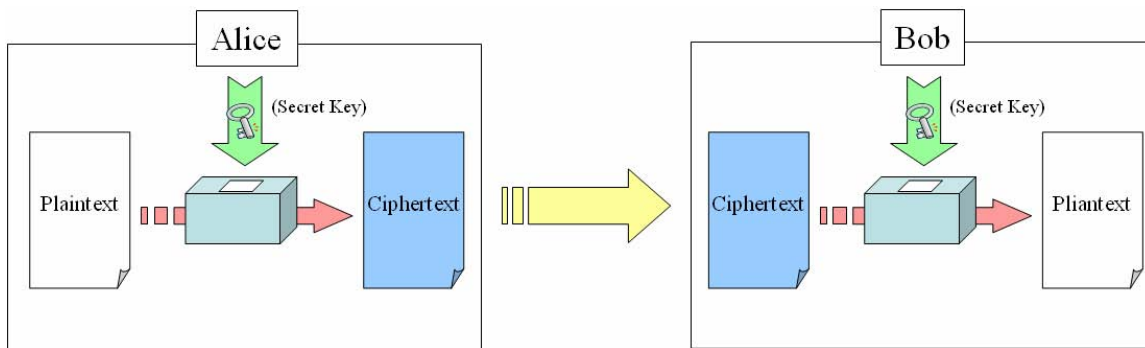 Alice
(Secret Key)
Plaintext
Ciphertext
Bob
(Secret Key)
Ciphertext
Pliantext